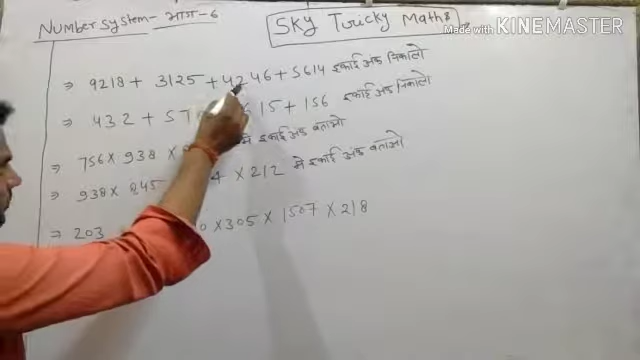 Number System - भाग-6
SKY Tricky Maths
Made with KINEMASTER
⇒ 9218 + 3125 + 4246 + 5614 इकाई अंक निकालो
⇒ 432 + 57 15 + 156 इकाई अंक निकालो
⇒ 756 × 938 × मे इकाई अंक बताओ
⇒ 938 × 245 4 × 212 मे इकाई अंक बताओ
⇒ 203 0 × 305 × 1507 × 218